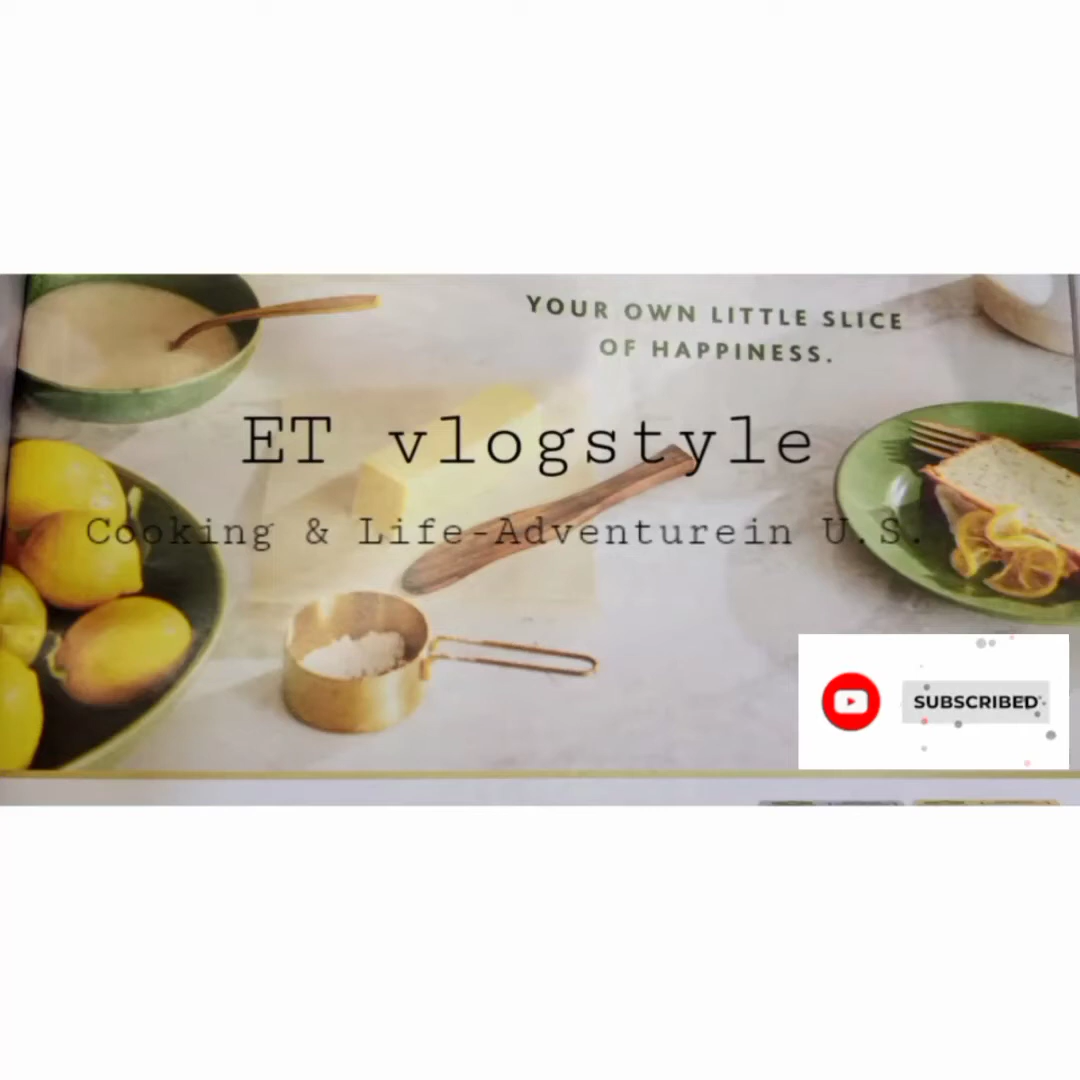 YOUR OWN LITTLE SLICE
OF HAPPINESS.
ET vlogstyle
Cooking & Life-Adventurein U.S.
SUBSCRIBED